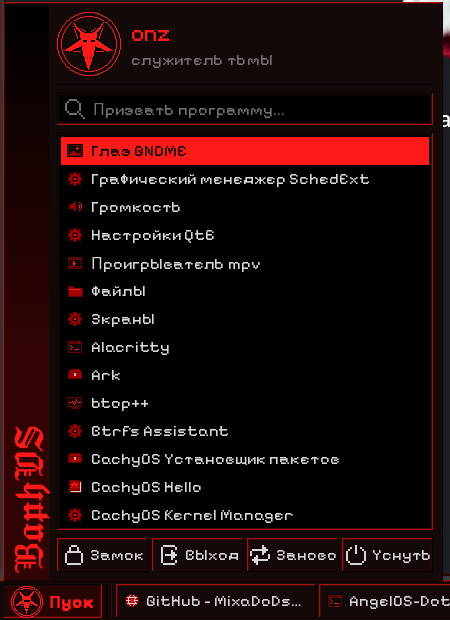 onz
служитель тьмы
Призвать программу...
Глаз GNOME
Графический менеджер SchedExt
Громкость
Настройки Qt6
Проигрыватель mpv
Файлы
Экраны
Alacritty
Ark
btop++
Btrfs Assistant
CachyOS Установщик пакетов
CachyOS Hello
CachyOS Kernel Manager
BaphOS
Замок
Выход
Заново
Уснуть
Пуск
GitHub - MixaDoDs...
AngelOS-Dot